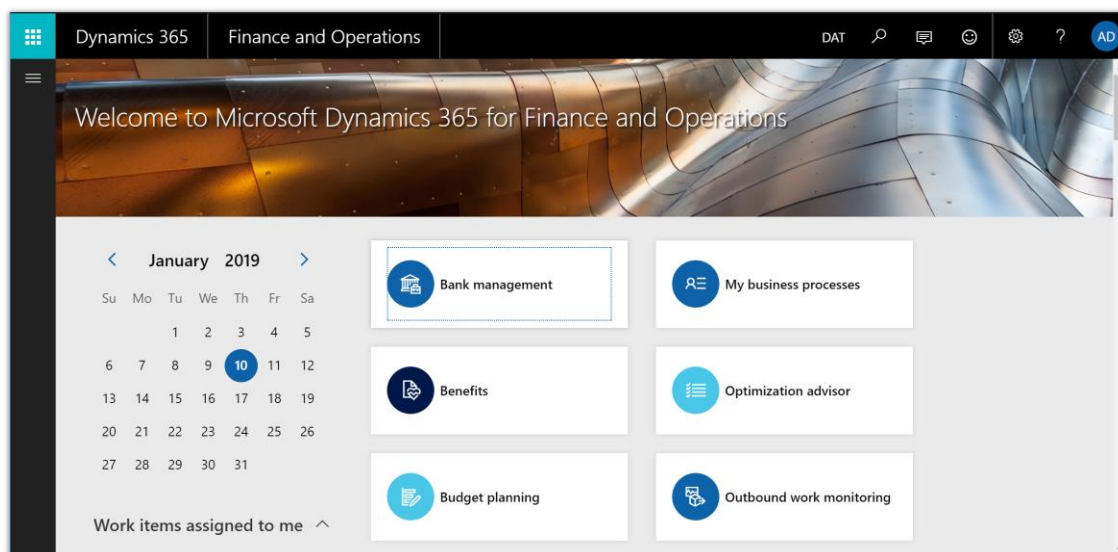 Dynamics 365 Finance and Operations DAT ? AD
Welcome to Microsoft Dynamics 365 for Finance and Operations
January 2019
Su Mo Tu We Th Fr Sa
1 2 3 4 5
6 7 8 9 10 11 12
13 14 15 16 17 18 19
20 21 22 23 24 25 26
27 28 29 30 31
Work items assigned to me
Bank management
My business processes
Benefits
Optimization advisor
Budget planning
Outbound work monitoring